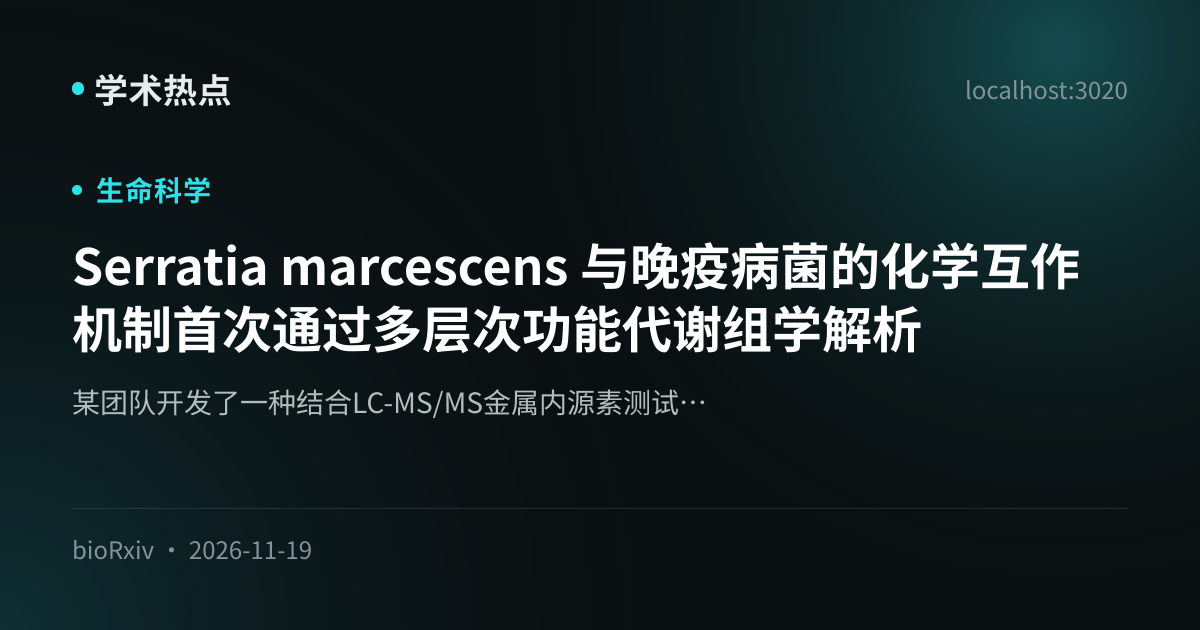 学术热点
localhost:3020
生命科学
Serratia marcescens 与晚疫病菌的化学互作
机制首次通过多层次功能代谢组学解析
某团队开发了一种结合LC-MS/MS金属内源素测试…
bioRxiv • 2026-11-19